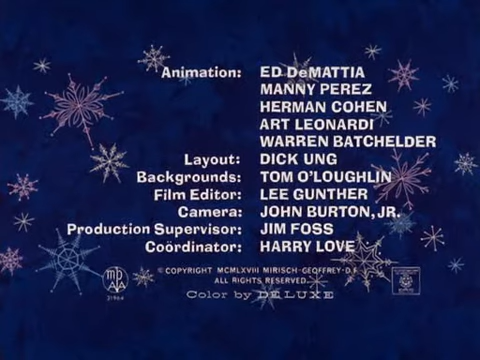 Animation: ED DeMATTIA
MANNY PEREZ
HERMAN COHEN
ART LEONARDI
WARREN BATCHELDER
Layout: DICK UNG
Backgrounds: TOM O'LOUGHLIN
Film Editor: LEE GUNTHER
Camera: JOHN BURTON, JR.
Production Supervisor: JIM FOSS
Coördinator: HARRY LOVE
© COPYRIGHT MCMLXVIII MIRISCH-GEOFFREY-D.F.
ALL RIGHTS RESERVED
Color by DELUXE